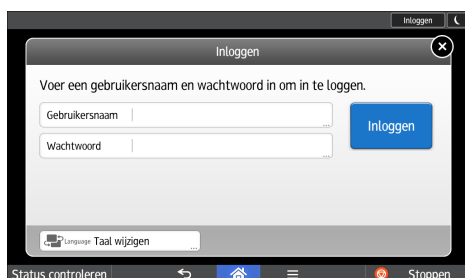 Inloggen
Inloggen
Voer een gebruikersnaam en wachtwoord in om in te loggen.
Gebruikersnaam
...
Inloggen
Wachtwoord
...
Language Taal wijzigen
...
Status controleren
Stoppen